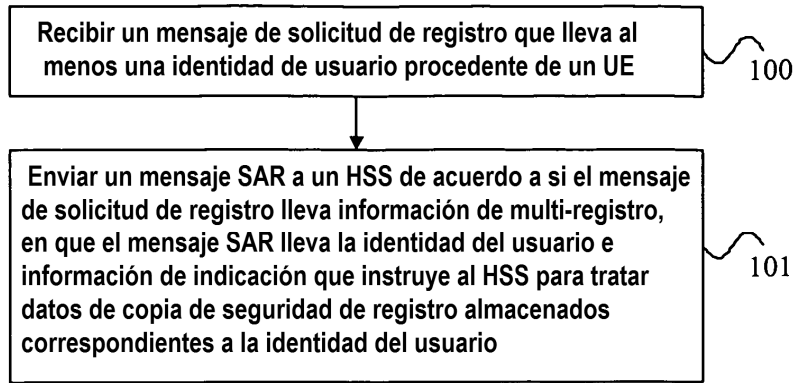 Recibir un mensaje de solicitud de registro que lleva al
menos una identidad de usuario procedente de un UE
100
Enviar un mensaje SAR a un HSS de acuerdo a si el mensaje
de solicitud de registro lleva información de multi-registro,
en que el mensaje SAR lleva la identidad del usuario e
información de indicación que instruye al HSS para tratar
datos de copia de seguridad de registro almacenados
correspondientes a la identidad del usuario
101